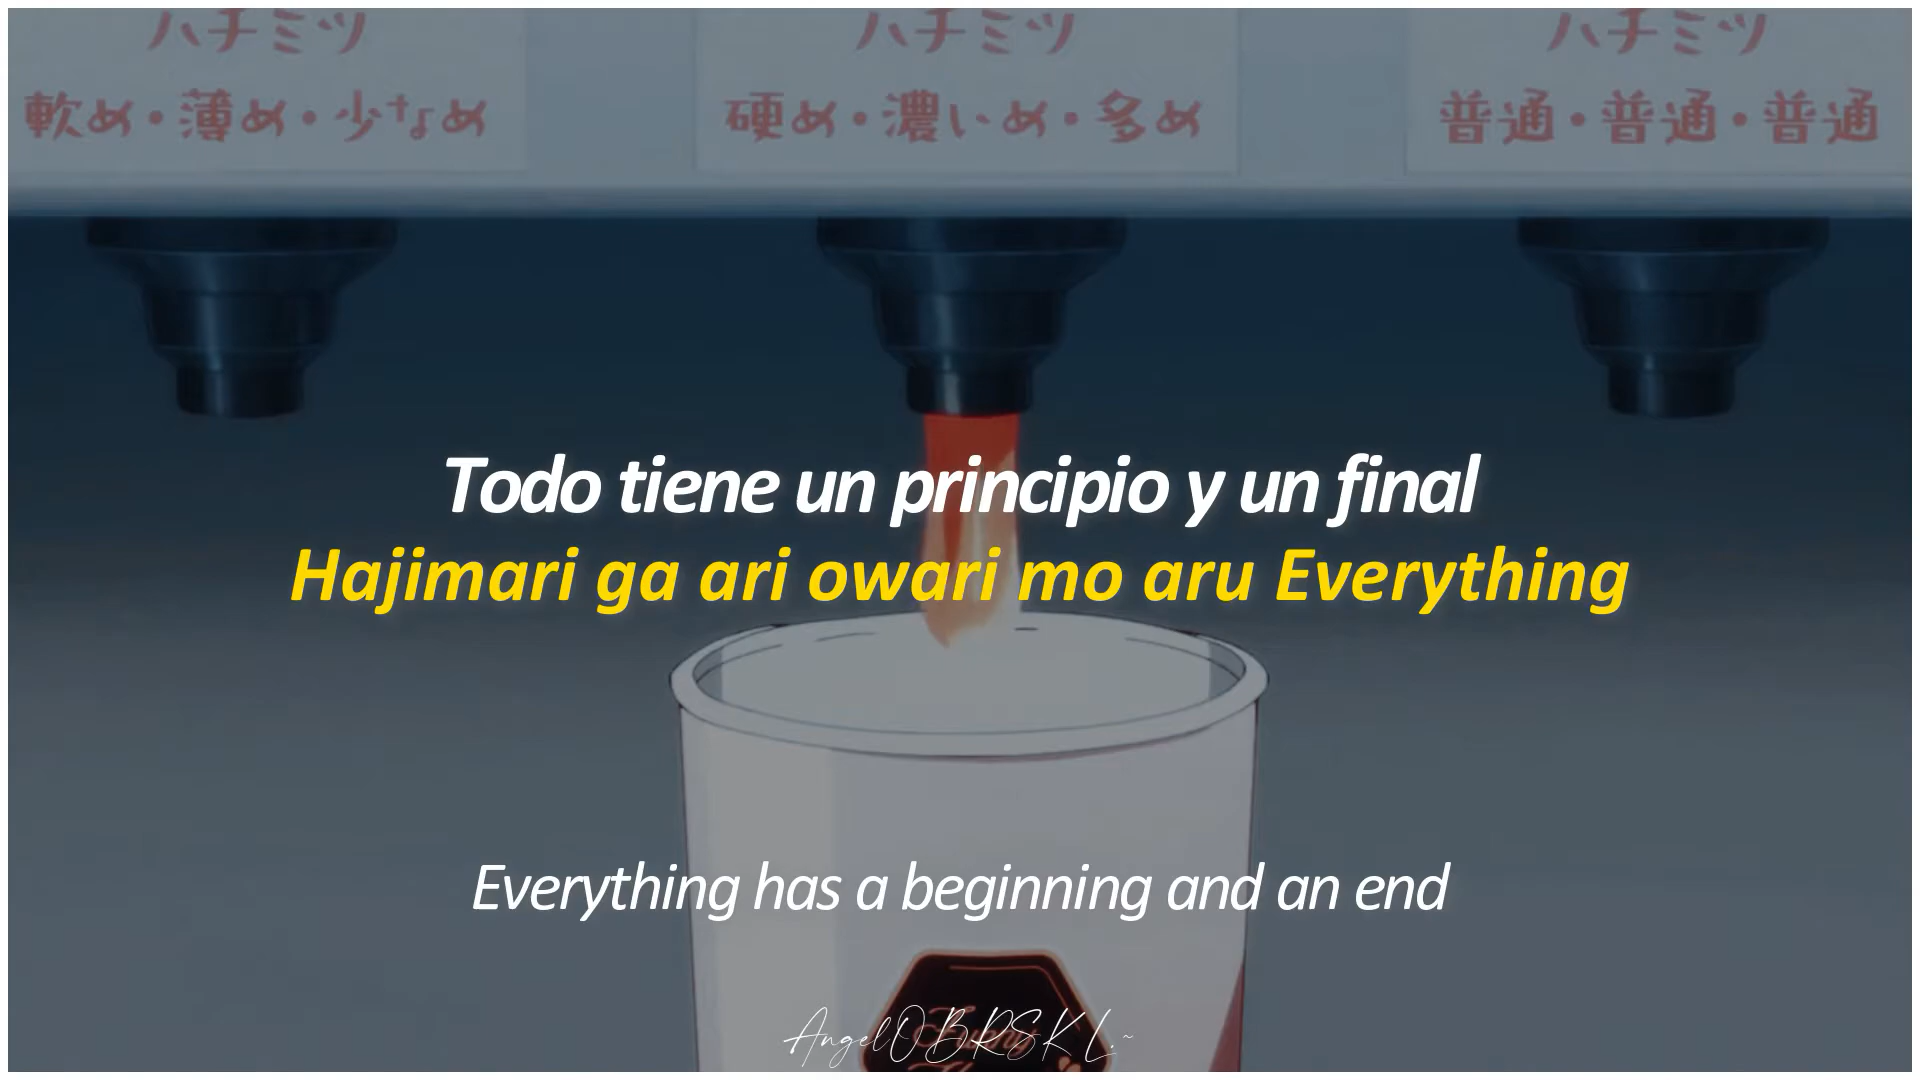 ハチミツ ハチミツ ハチミツ
軟め・薄め・少なめ 硬め・濃いめ・多め 普通・普通・普通
Todo tiene un principio y un final
Hajimari ga ari owari mo aru Everything
Everything has a beginning and an end
AngelOBRSKL.~